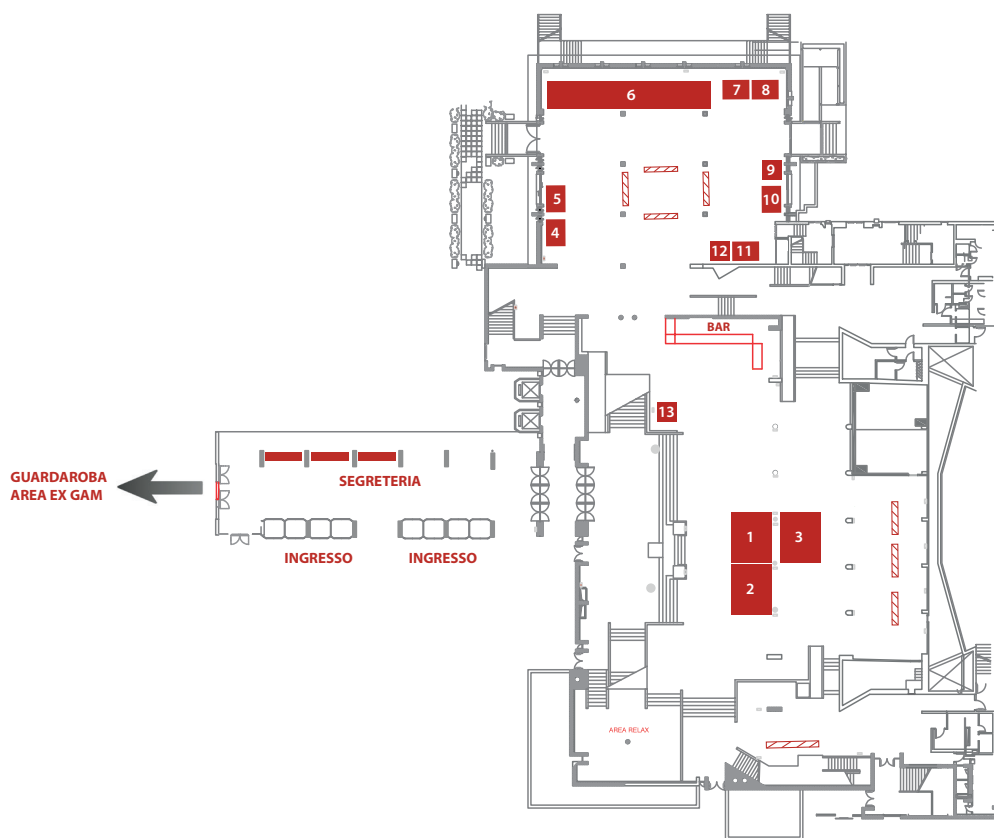 6
7
8
9
5
10
4
12
11
BAR
13
GUARDAROBA
AREA EX GAM
SEGRETERIA
1
3
INGRESSO
INGRESSO
2
AREA RELAX